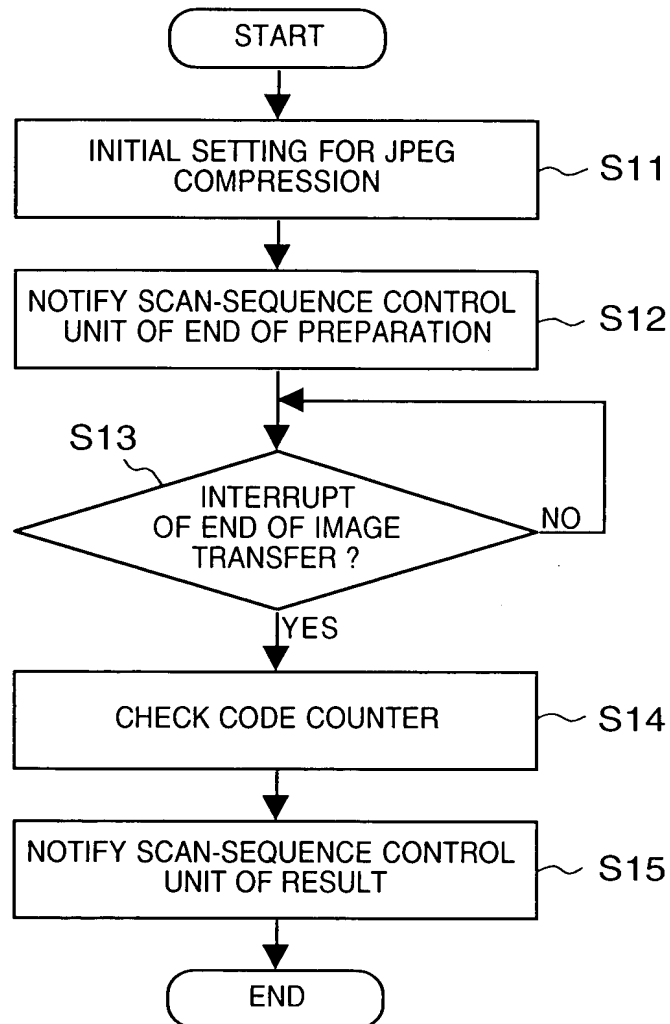 START
INITIAL SETTING FOR JPEG
COMPRESSION
S11
NOTIFY SCAN-SEQUENCE CONTROL
UNIT OF END OF PREPARATION
S12
S13
INTERRUPT
OF END OF IMAGE
TRANSFER ?
NO
YES
CHECK CODE COUNTER
S14
NOTIFY SCAN-SEQUENCE CONTROL
UNIT OF RESULT
S15
END